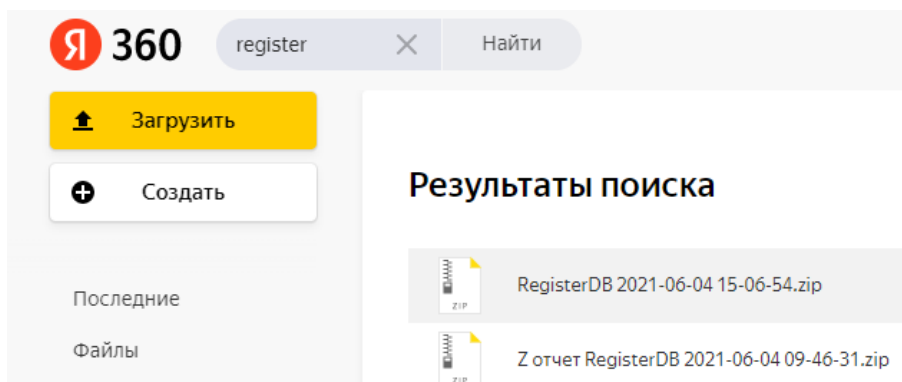 Я 360 register Найти
Загрузить
Создать
Результаты поиска
RegisterDB 2021-06-04 15-06-54.zip
ZIP
Последние
Файлы
Z отчет RegisterDB 2021-06-04 09-46-31.zip
ZIP